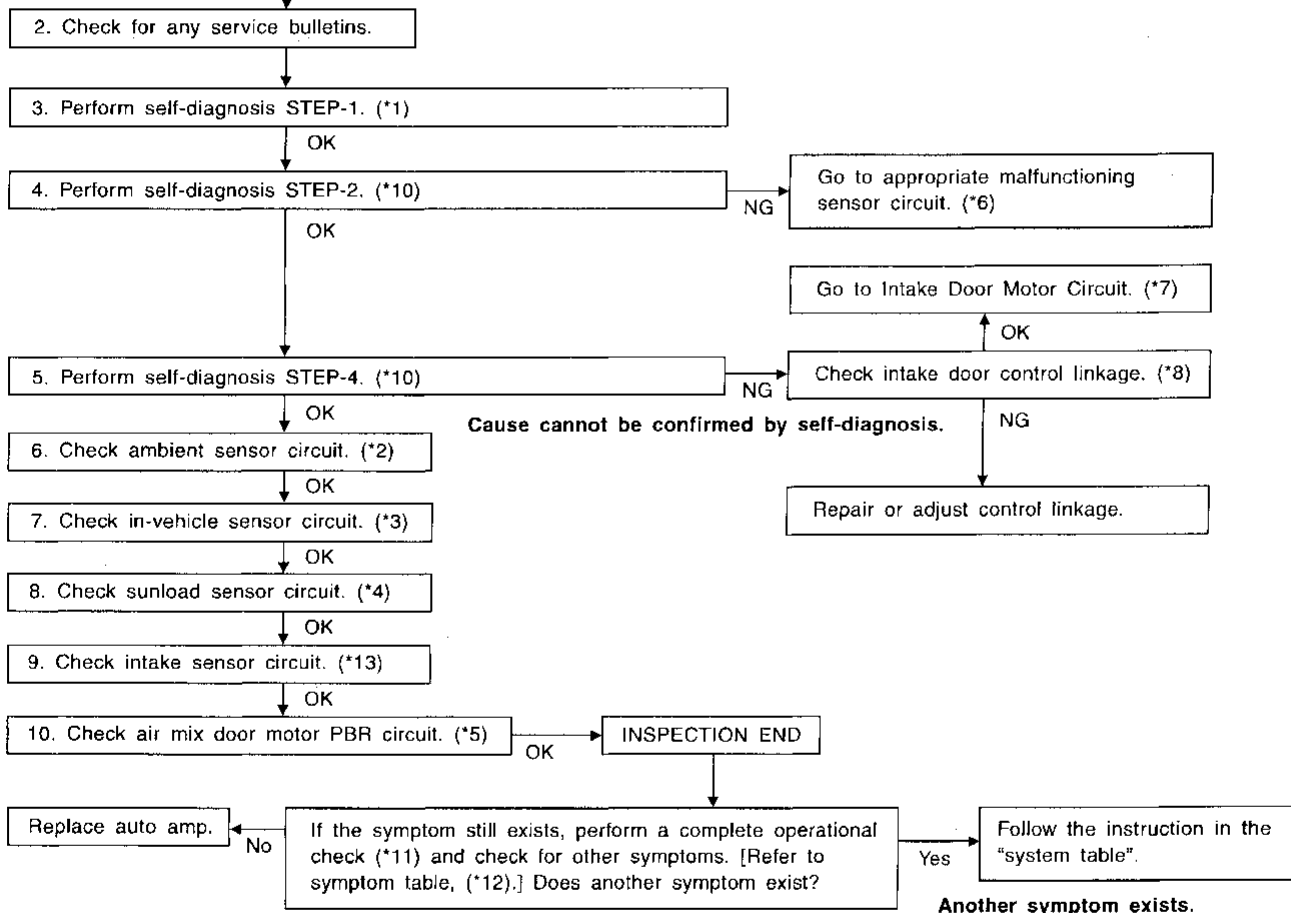 2. Check for any service bulletins.
3. Perform self-diagnosis STEP-1. (*1)
OK
4. Perform self-diagnosis STEP-2. (*10)
NG
Go to appropriate malfunctioning
sensor circuit. (*6)
OK
Go to Intake Door Motor Circuit. (*7)
OK
5. Perform self-diagnosis STEP-4. (*10)
NG
Check intake door control linkage. (*8)
OK
Cause cannot be confirmed by self-diagnosis.
NG
6. Check ambient sensor circuit. (*2)
OK
Repair or adjust control linkage.
7. Check in-vehicle sensor circuit. (*3)
OK
8. Check sunload sensor circuit. (*4)
OK
9. Check intake sensor circuit. (*13)
OK
10. Check air mix door motor PBR circuit. (*5)
OK
INSPECTION END
Replace auto amp.
No
If the symptom still exists, perform a complete operational
check (*11) and check for other symptoms. [Refer to
symptom table, (*12).] Does another symptom exist?
Yes
Follow the instruction in the
“system table”.
Another symptom exists.